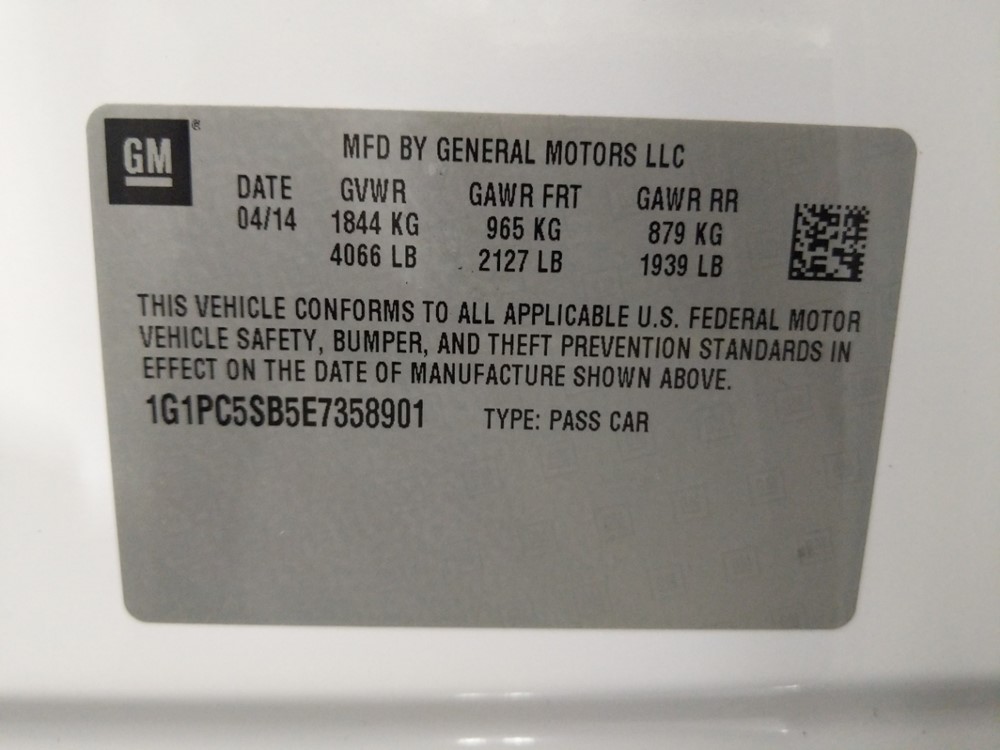 GM®
MFD BY GENERAL MOTORS LLC
DATE GVWR GAWR FRT GAWR RR
04/14 1844 KG 965 KG 879 KG
4066 LB 2127 LB 1939 LB
THIS VEHICLE CONFORMS TO ALL APPLICABLE U.S. FEDERAL MOTOR
VEHICLE SAFETY, BUMPER, AND THEFT PREVENTION STANDARDS IN
EFFECT ON THE DATE OF MANUFACTURE SHOWN ABOVE.
1G1PC5SB5E7358901 TYPE: PASS CAR